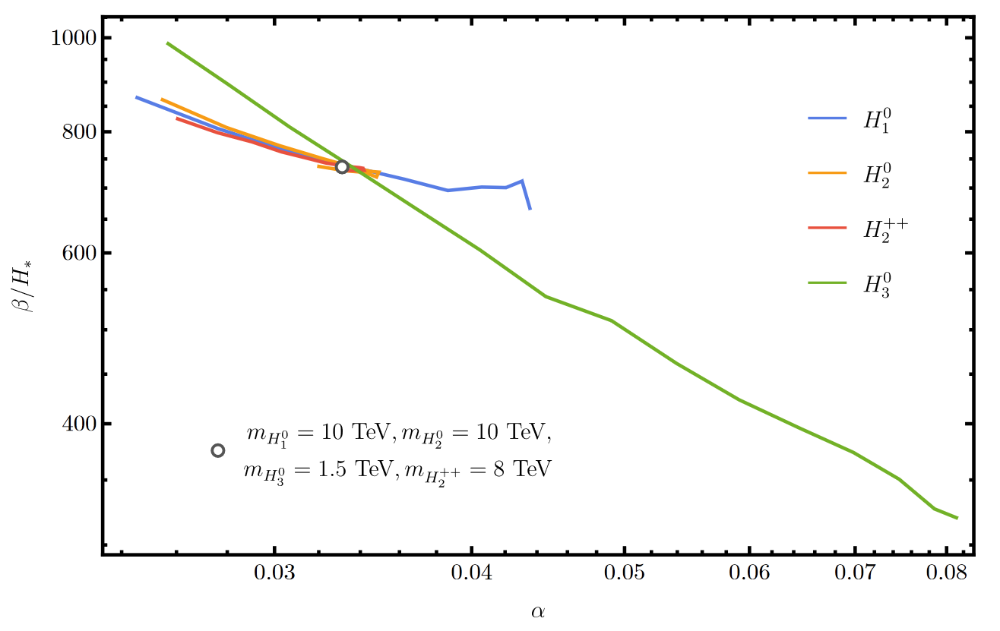 1000
800
600
400
β/H∗
0.03 0.04 0.05 0.06 0.07 0.08
α
H₁⁰
H₂⁰
H₂⁺⁺
H₃⁰
m_{H₁⁰} = 10 TeV, m_{H₂⁰} = 10 TeV,
m_{H₃⁰} = 1.5 TeV, m_{H₂⁺⁺} = 8 TeV